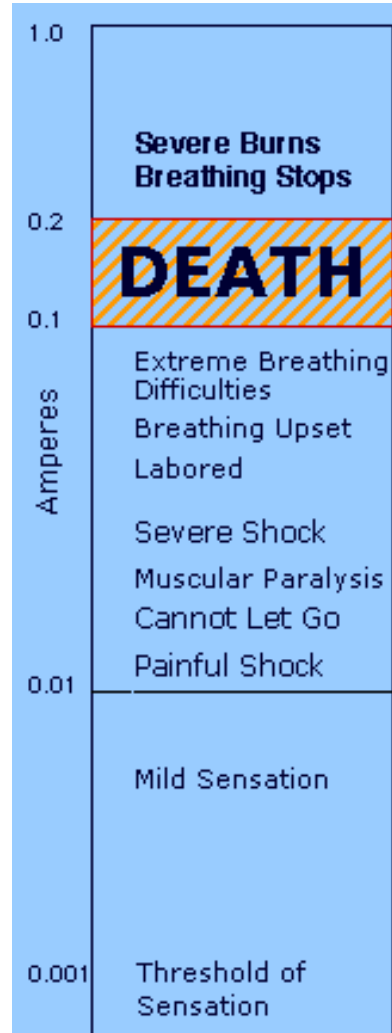 1.0
Severe Burns
Breathing Stops
0.2
DEATH
0.1
Extreme Breathing
Difficulties
Breathing Upset
Labored
Amperes
Severe Shock
Muscular Paralysis
Cannot Let Go
Painful Shock
0.01
Mild Sensation
0.001 Threshold of
Sensation